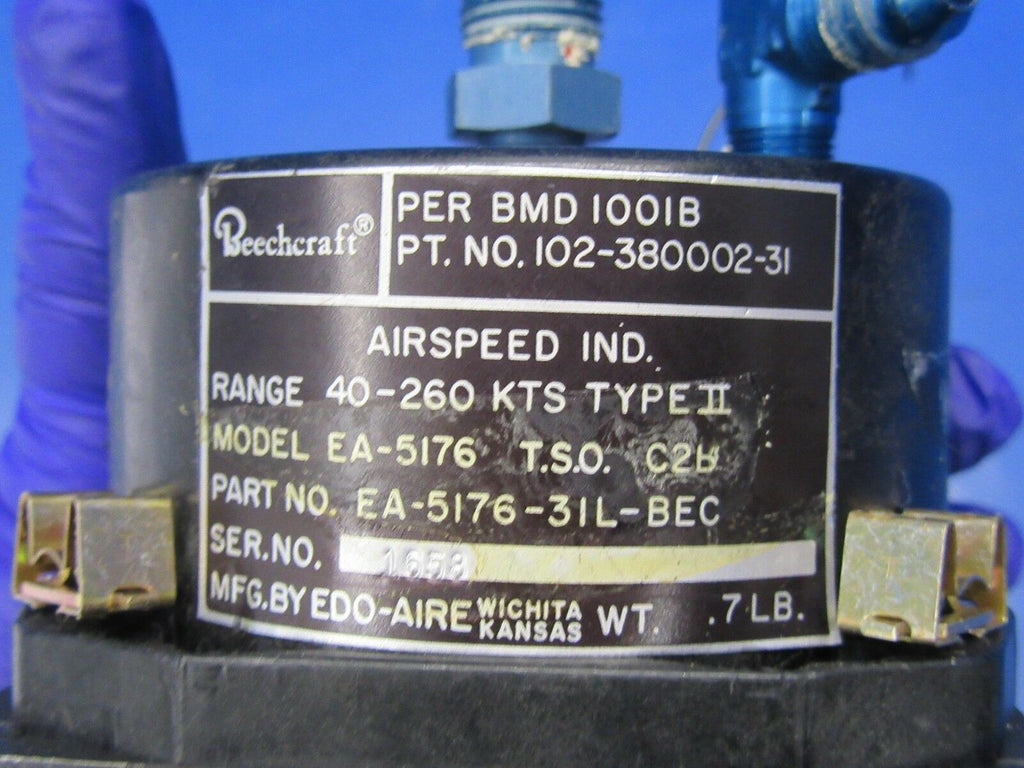 Beechcraft®
PER BMD 1001B
PT. NO. 102-380002-31
AIRSPEED IND.
RANGE 40-260 KTS TYPE II
MODEL EA-5176 T.S.O. C2b
PART NO. EA-5176-31L-BEC
SER.NO. 1658
MFG.BY EDO-AIRE WICHITA KANSAS WT. .7 LB.